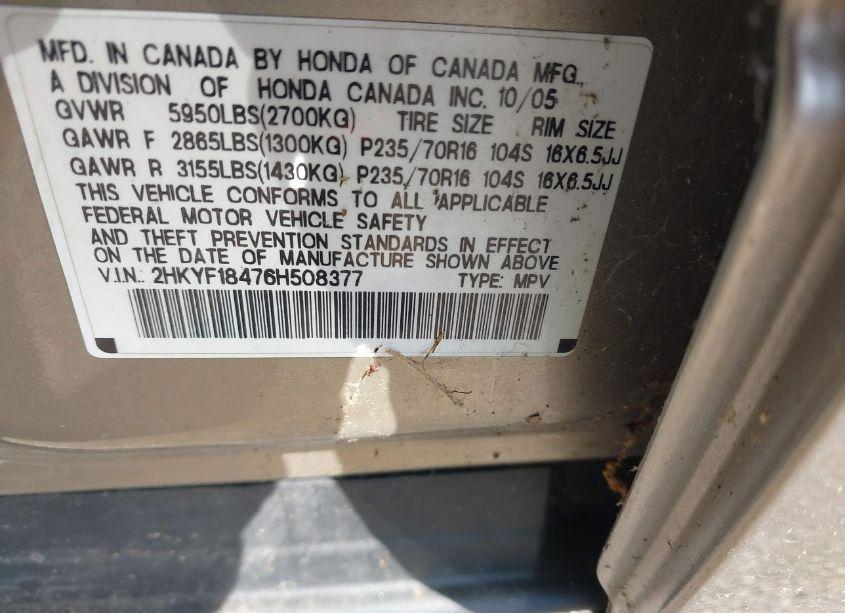 MFD. IN CANADA BY HONDA OF CANADA MFG.,
A DIVISION OF HONDA CANADA INC. 10/05
GVWR 5950LBS(2700KG) TIRE SIZE RIM SIZE
GAWR F 2865LBS(1300KG) P235/70R16 104S 16X6.5JJ
GAWR R 3155LBS(1430KG) P235/70R16 104S 16X6.5JJ
THIS VEHICLE CONFORMS TO ALL APPLICABLE
FEDERAL MOTOR VEHICLE SAFETY
AND THEFT PREVENTION STANDARDS IN EFFECT
ON THE DATE OF MANUFACTURE SHOWN ABOVE
V.I.N.: 2HKYF18476H508377 TYPE: MPV